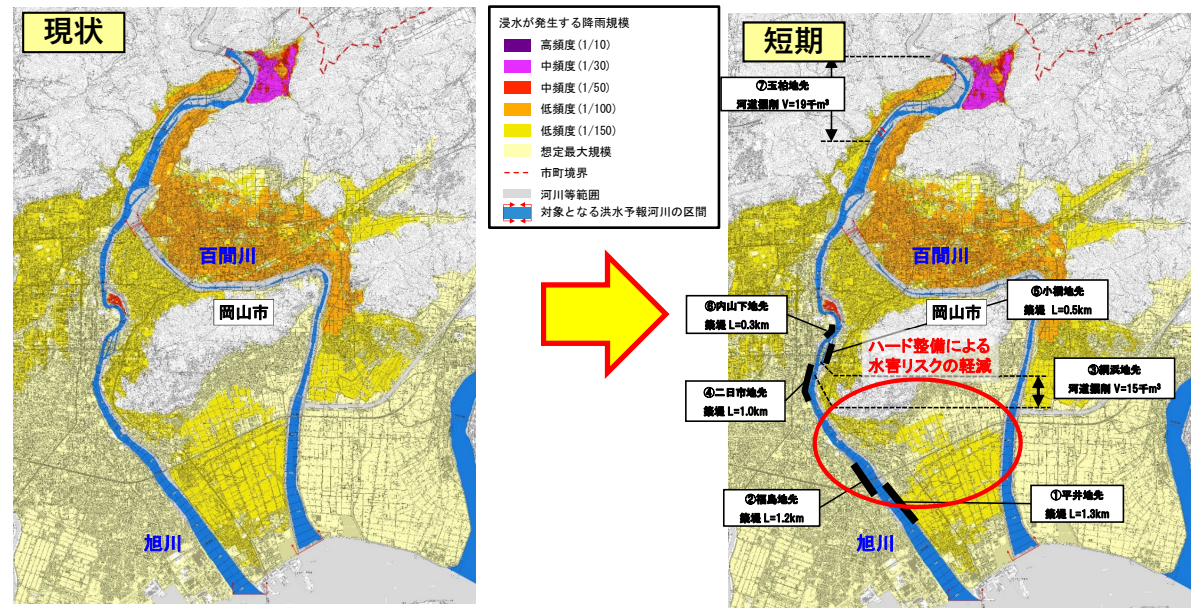 現状
百間川
岡山市
旭川
浸水が発生する降雨規模
高頻度(1/10)
中頻度(1/30)
中頻度(1/50)
低頻度(1/100)
低頻度(1/150)
想定最大規模
市町境界
河川等範囲
対象となる洪水予報河川の区間
短期
⑦玉柏地先
河道掘削 V=19千m³
百間川
⑥内山下地先
築堤 L=0.3km
岡山市
⑤小橋地先
築堤 L=0.5km
ハード整備による
水害リスクの軽減
③網浜地先
河道掘削 V=15千m³
④二日市地先
築堤 L=1.0km
②福島地先
築堤 L=1.2km
①平井地先
築堤 L=1.3km
旭川